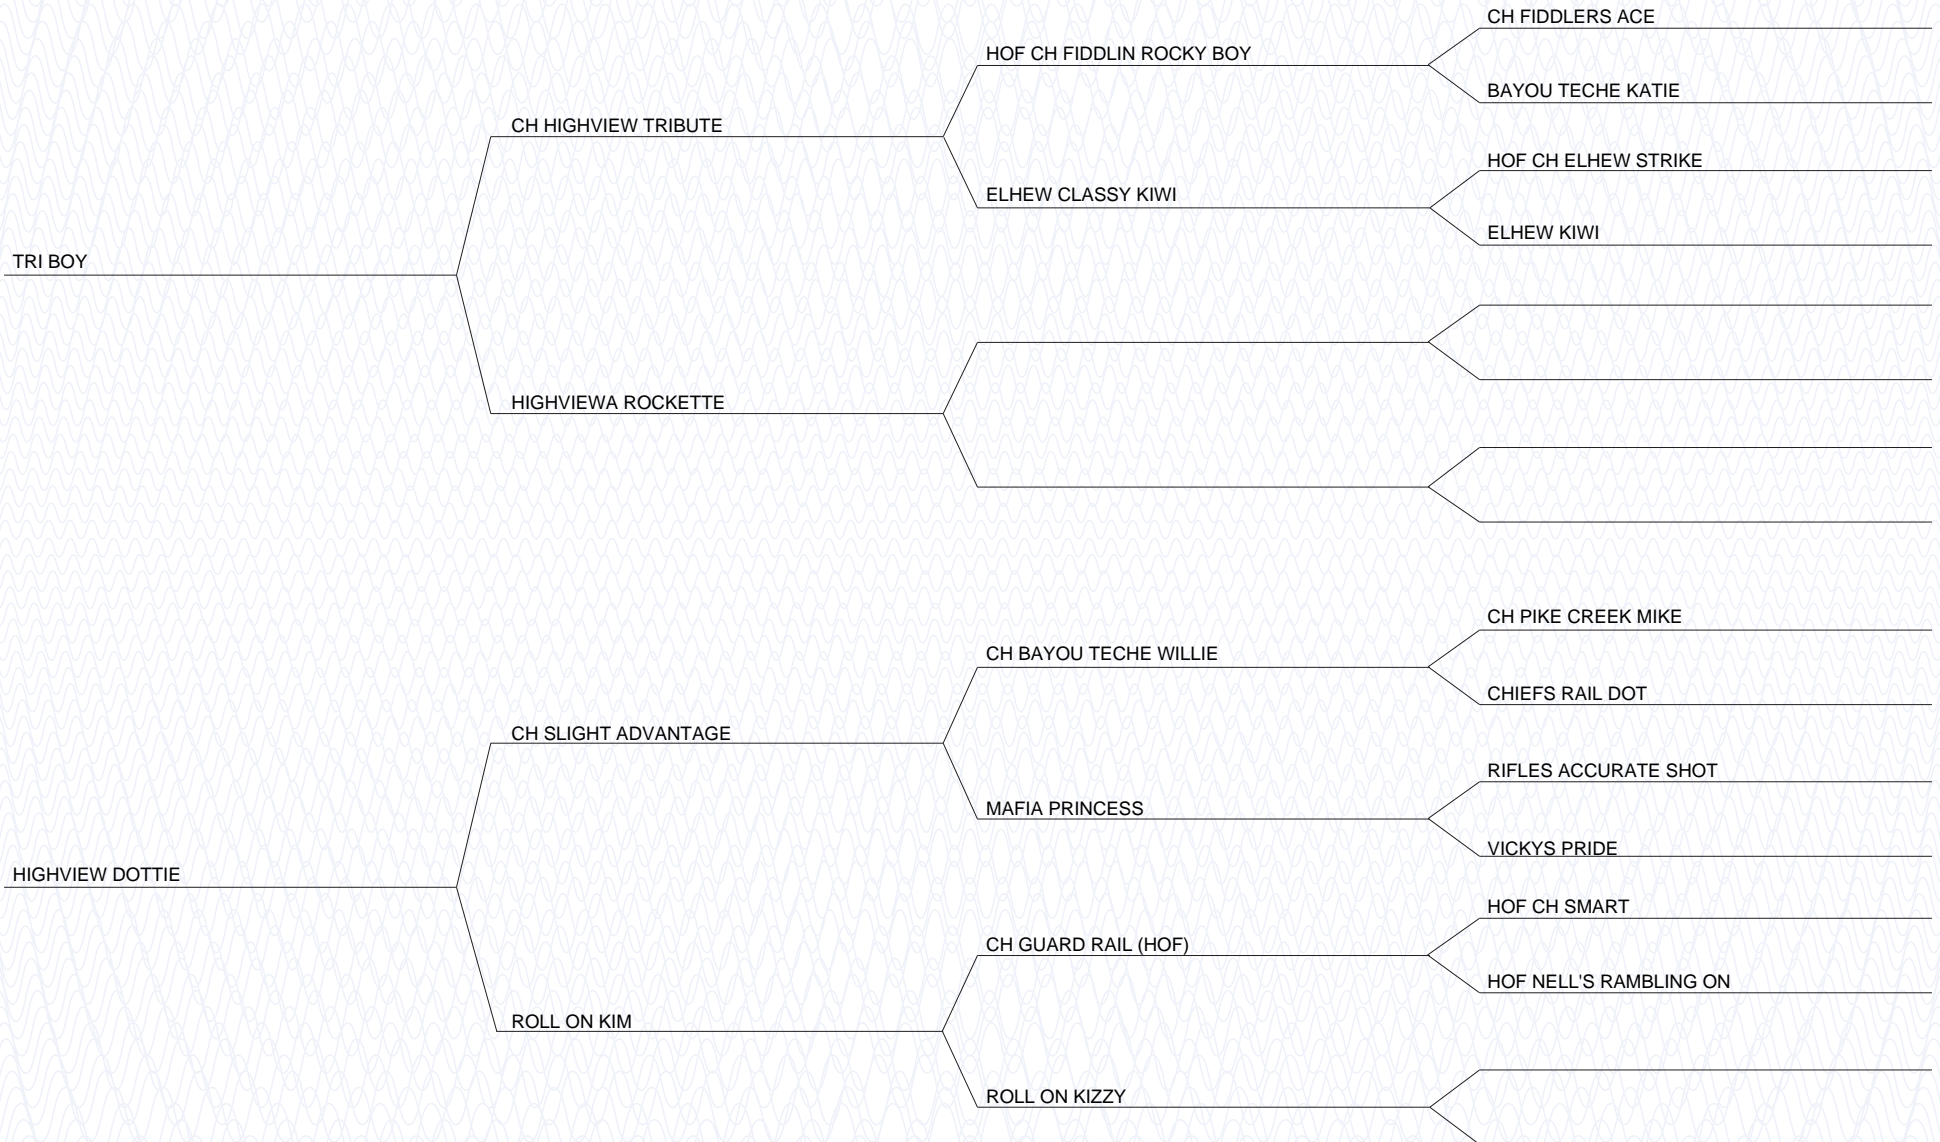 CH FIDDLERS ACE
HOF CH FIDDLIN ROCKY BOY
BAYOU TECHE KATIE
CH HIGHVIEW TRIBUTE
HOF CH ELHEW STRIKE
ELHEW CLASSY KIWI
ELHEW KIWI
TRI BOY
HIGHVIEWA ROCKETTE
CH PIKE CREEK MIKE
CH BAYOU TECHE WILLIE
CHIEFS RAIL DOT
CH SLIGHT ADVANTAGE
RIFLES ACCURATE SHOT
MAFIA PRINCESS
VICKYS PRIDE
HIGHVIEW DOTTIE
HOF CH SMART
CH GUARD RAIL (HOF)
HOF NELL'S RAMBLING ON
ROLL ON KIM
ROLL ON KIZZY